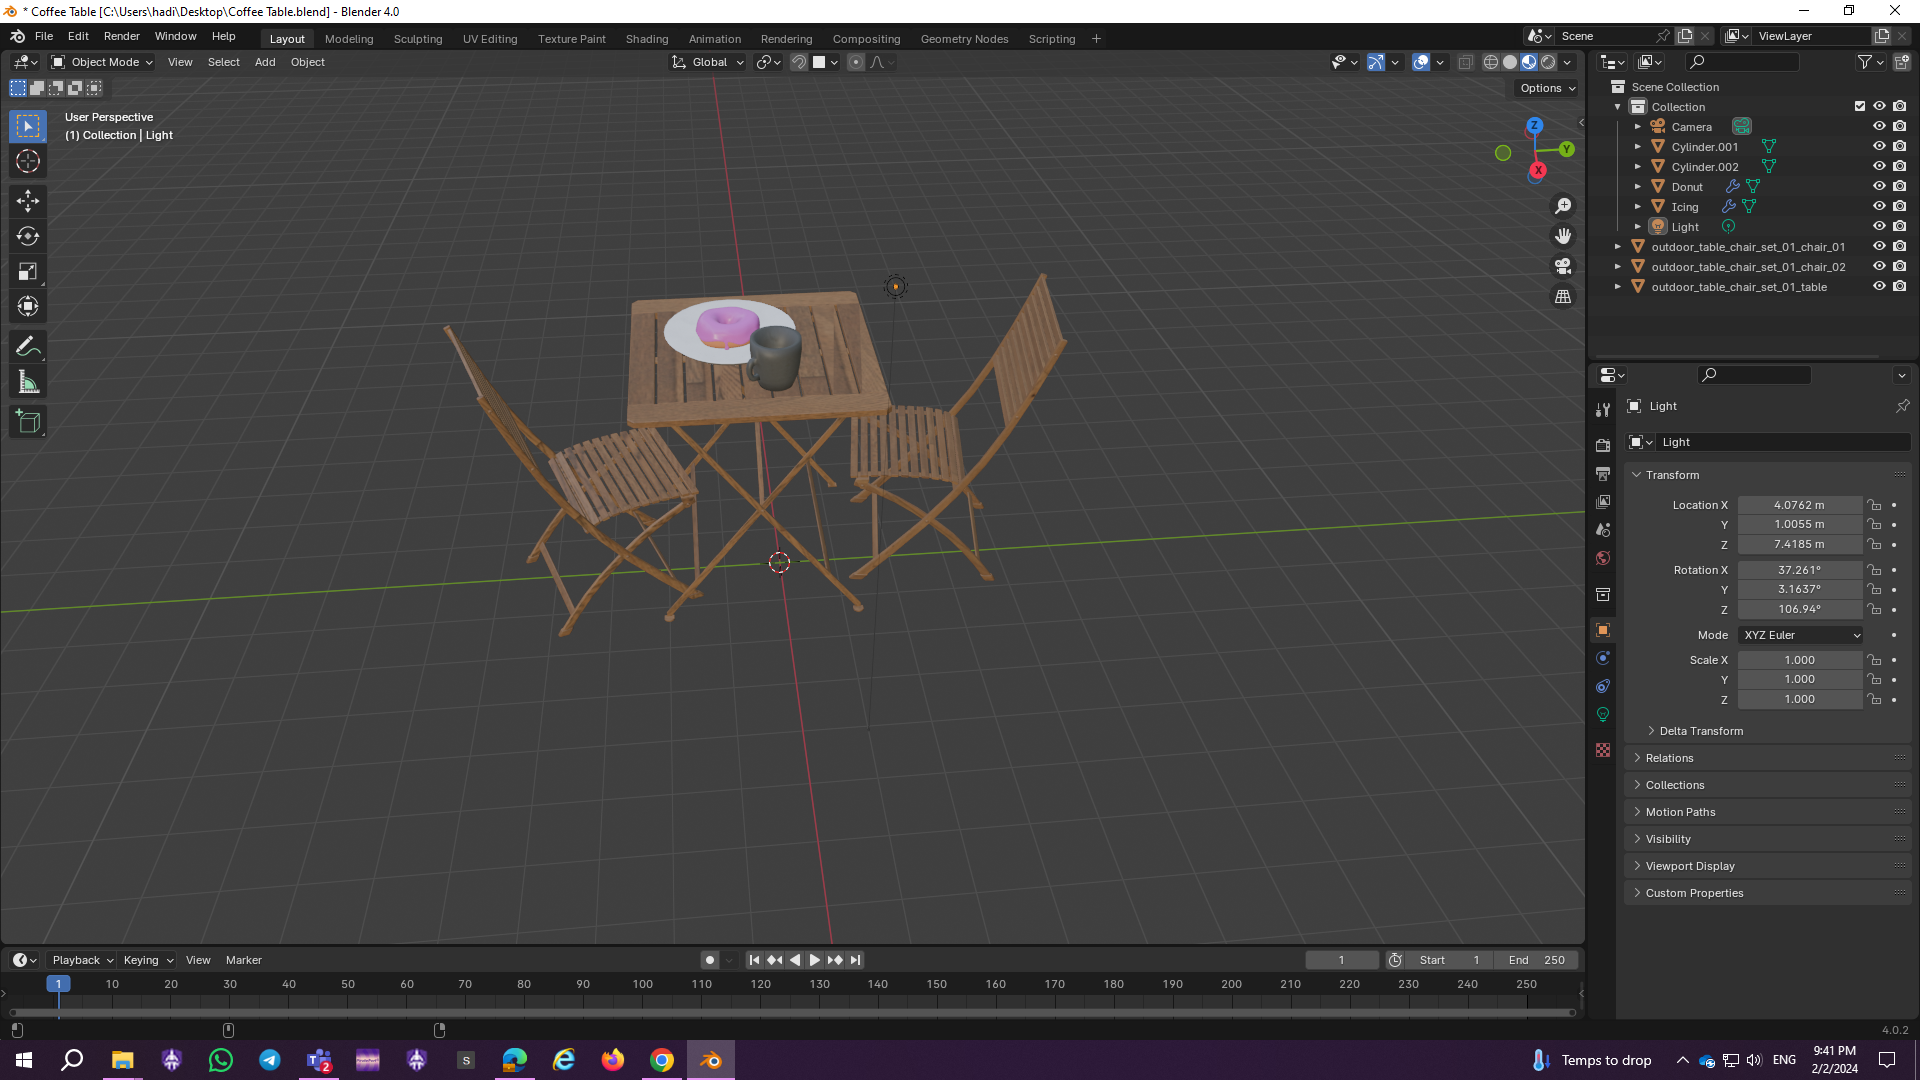 * Coffee Table [C:\Users\hadi\Desktop\Coffee Table.blend] - Blender 4.0
File Edit Render Window Help
Layout Modeling Sculpting UV Editing Texture Paint Shading Animation Rendering Compositing Geometry Nodes Scripting +
Scene
ViewLayer
Object Mode View Select Add Object
Global
Options
User Perspective
(1) Collection | Light
Z
Y
X
Scene Collection
Collection
Camera
Cylinder.001
Cylinder.002
Donut
Icing
Light
outdoor_table_chair_set_01_chair_01
outdoor_table_chair_set_01_chair_02
outdoor_table_chair_set_01_table
Light
Light
Transform
Location X 4.0762 m
Y 1.0055 m
Z 7.4185 m
Rotation X 37.261°
Y 3.1637°
Z 106.94°
Mode XYZ Euler
Scale X 1.000
Y 1.000
Z 1.000
Delta Transform
Relations
Collections
Motion Paths
Visibility
Viewport Display
Custom Properties
Playback Keying View Marker
1 Start 1 End 250
1 10 20 30 40 50 60 70 80 90 100 110 120 130 140 150 160 170 180 190 200 210 220 230 240 250
4.0.2
2
S
Temps to drop
ENG
9:41 PM
2/2/2024